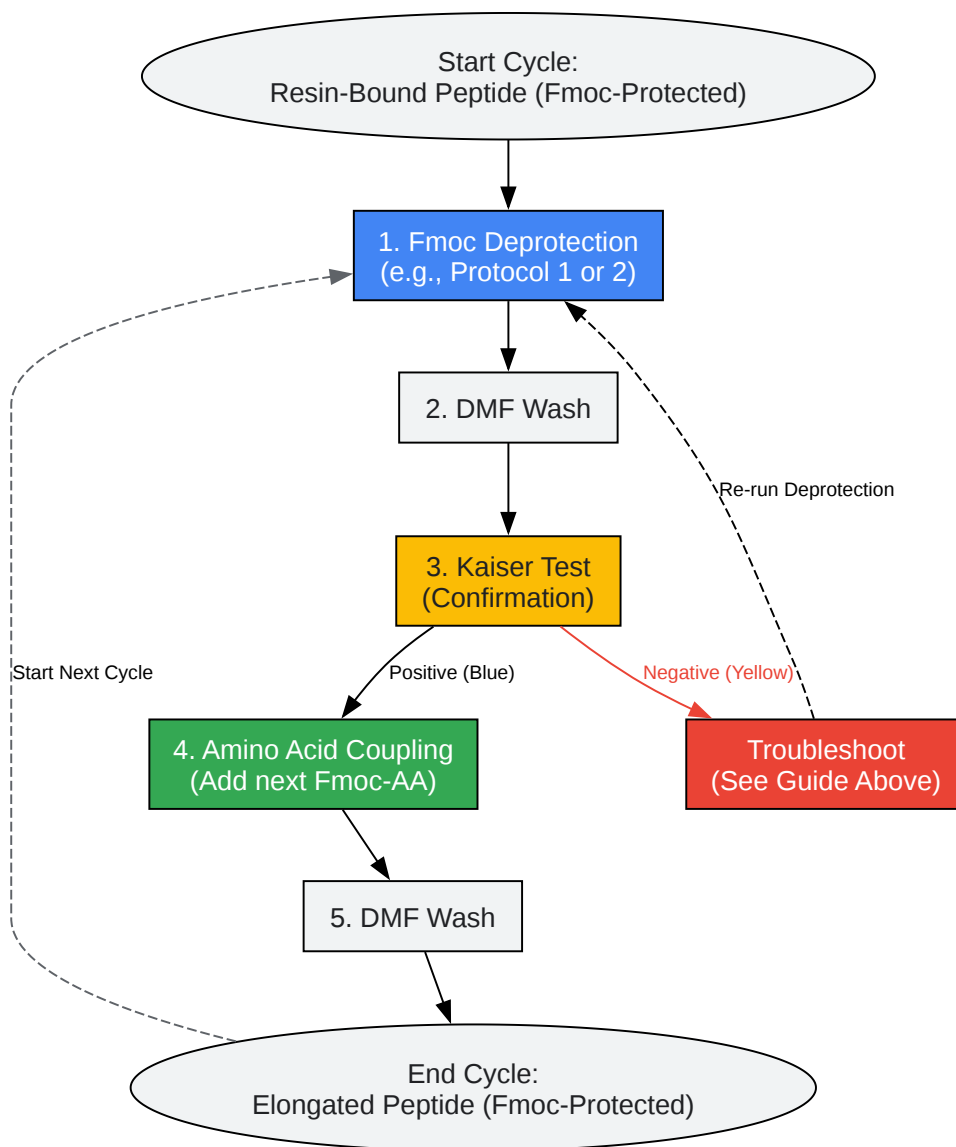 Start Cycle:
Resin-Bound Peptide (Fmoc-Protected)
1. Fmoc Deprotection
(e.g., Protocol 1 or 2)
2. DMF Wash
Re-run Deprotection
3. Kaiser Test
(Confirmation)
Start Next Cycle
Positive (Blue)
Negative (Yellow)
4. Amino Acid Coupling
(Add next Fmoc-AA)
Troubleshoot
(See Guide Above)
5. DMF Wash
End Cycle:
Elongated Peptide (Fmoc-Protected)